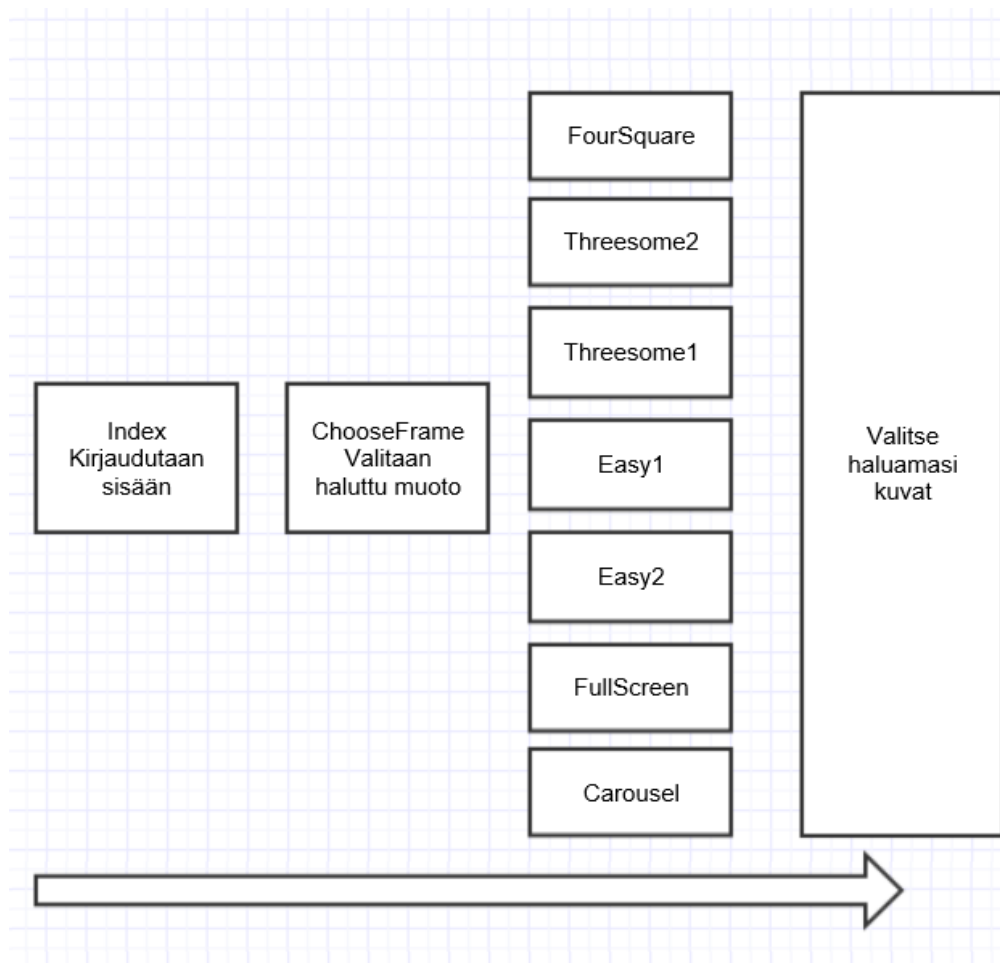 Index
Kirjaudutaan
sisään
ChooseFrame
Valitaan
haluttu muoto
FourSquare
Threesome2
Threesome1
Easy1
Easy2
FullScreen
Carousel
Valitse
haluamasi
kuvat